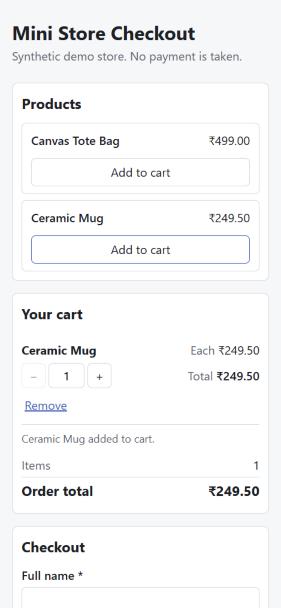 Mini Store Checkout
Synthetic demo store. No payment is taken.
Products
Canvas Tote Bag ₹499.00
Add to cart
Ceramic Mug ₹249.50
Add to cart
Your cart
Ceramic Mug Each ₹249.50
− 1 + Total ₹249.50
Remove
Ceramic Mug added to cart.
Items 1
Order total ₹249.50
Checkout
Full name *